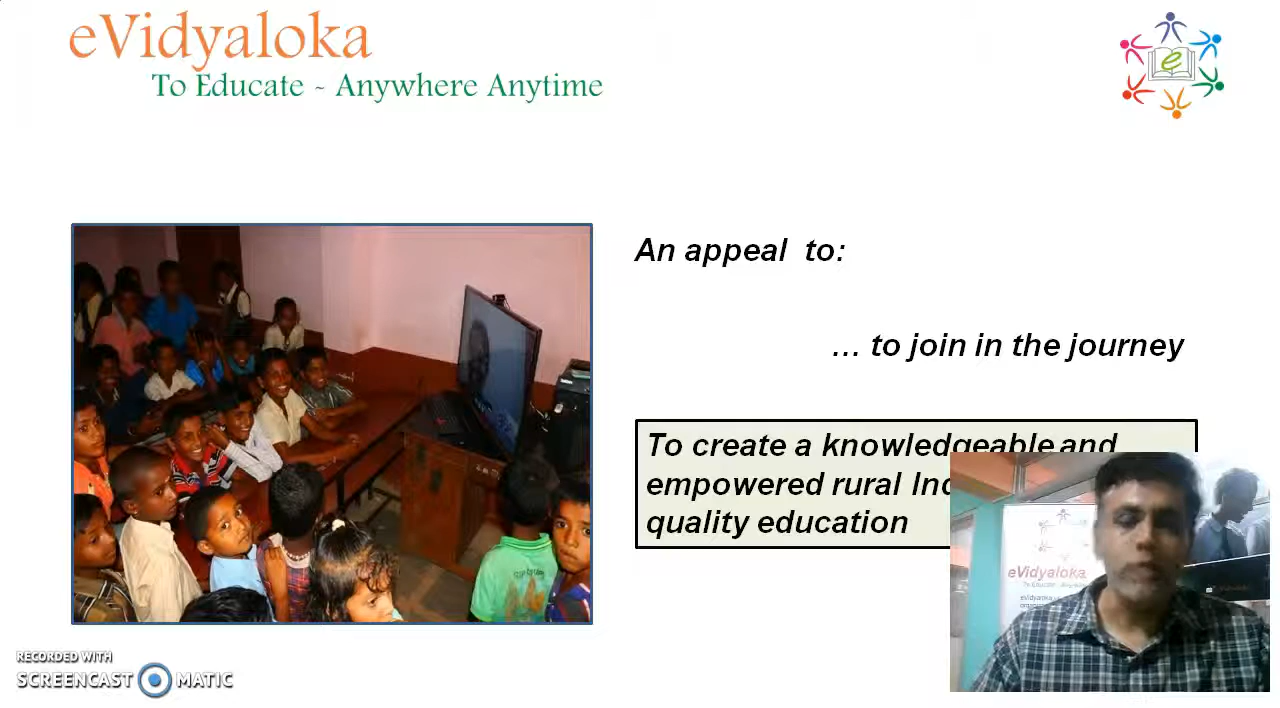 eVidyaloka
To Educate - Anywhere Anytime
An appeal to:
... to join in the journey
To create a knowledgeable and
empowered rural
quality education
eVidyaloka
RECORDED WITH
SCREENCAST MATIC